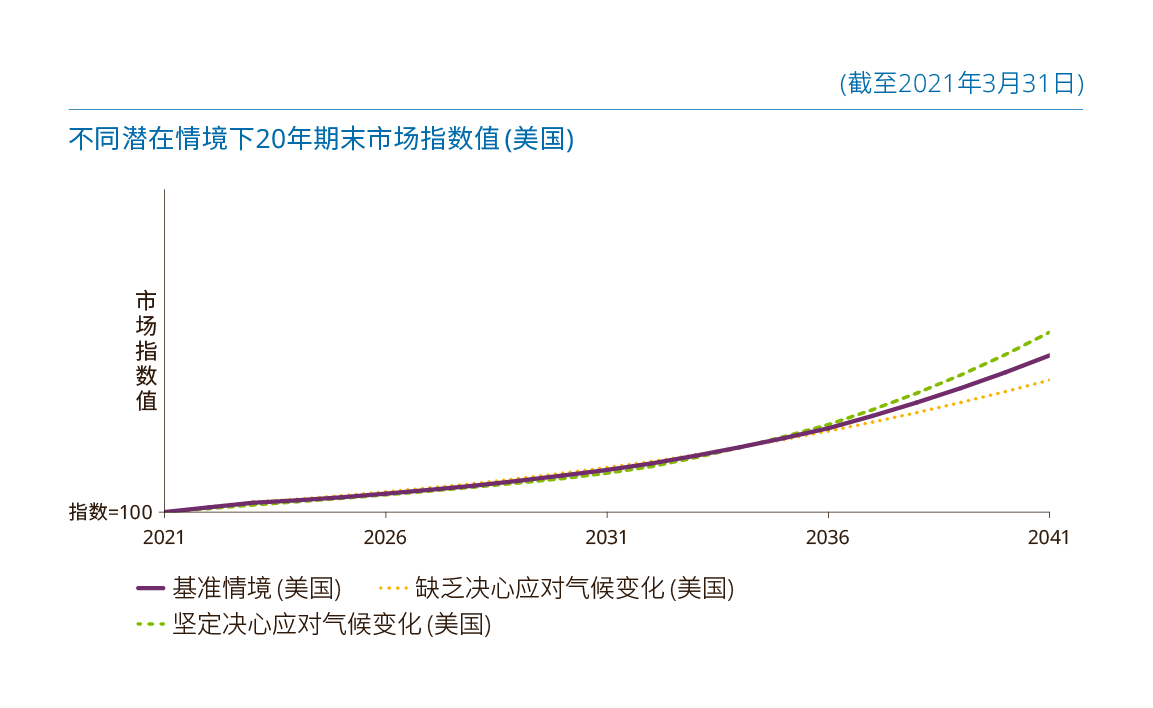 (截至2021年3月31日)
不同潜在情境下20年期末市场指数值 (美国)
市场指数值
指数=100
2021 2026 2031 2036 2041
基准情境 (美国) 缺乏决心应对气候变化 (美国)
坚定决心应对气候变化 (美国)